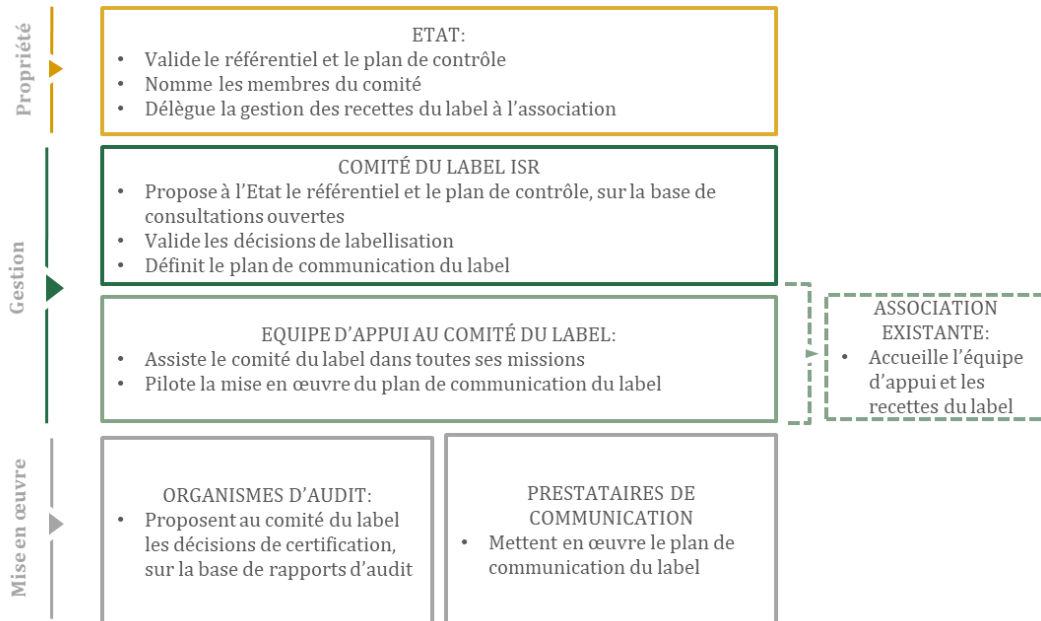 Propriété
ETAT:
• Valide le référentiel et le plan de contrôle
• Nomme les membres du comité
• Délègue la gestion des recettes du label à l’association
Gestion
COMITÉ DU LABEL ISR
• Propose à l’Etat le référentiel et le plan de contrôle, sur la base de
consultations ouvertes
• Valide les décisions de labellisation
• Définit le plan de communication du label
EQUIPE D’APPUI AU COMITÉ DU LABEL:
• Assiste le comité du label dans toutes ses missions
• Pilote la mise en œuvre du plan de communication du label
ASSOCIATION
EXISTANTE:
• Accueille l’équipe
d’appui et les
recettes du label
Mise en œuvre
ORGANISMES D’AUDIT:
• Proposent au comité du label
les décisions de certification,
sur la base de rapports d’audit
PRESTATAIRES DE
COMMUNICATION
• Mettent en œuvre le plan de
communication du label